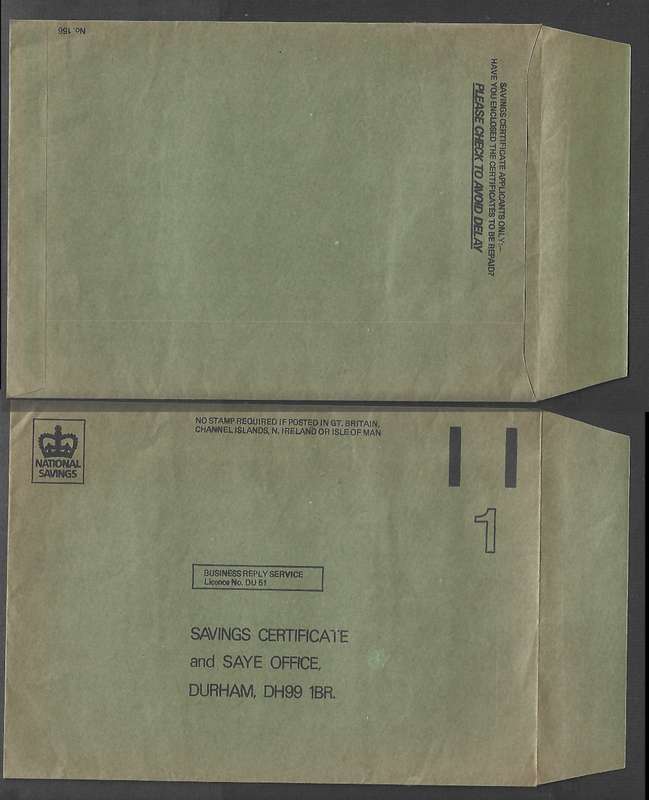 No. 156
SAVINGS CERTIFICATE APPLICANTS ONLY:—
HAVE YOU ENCLOSED THE CERTIFICATES TO BE REPAID?
PLEASE CHECK TO AVOID DELAY
NO STAMP REQUIRED IF POSTED IN GT. BRITAIN,
CHANNEL ISLANDS, N. IRELAND OR ISLE OF MAN
NATIONAL
SAVINGS
1
BUSINESS REPLY SERVICE
Licence No. DU 51
SAVINGS CERTIFICATE
and SAYE OFFICE,
DURHAM, DH99 1BR.